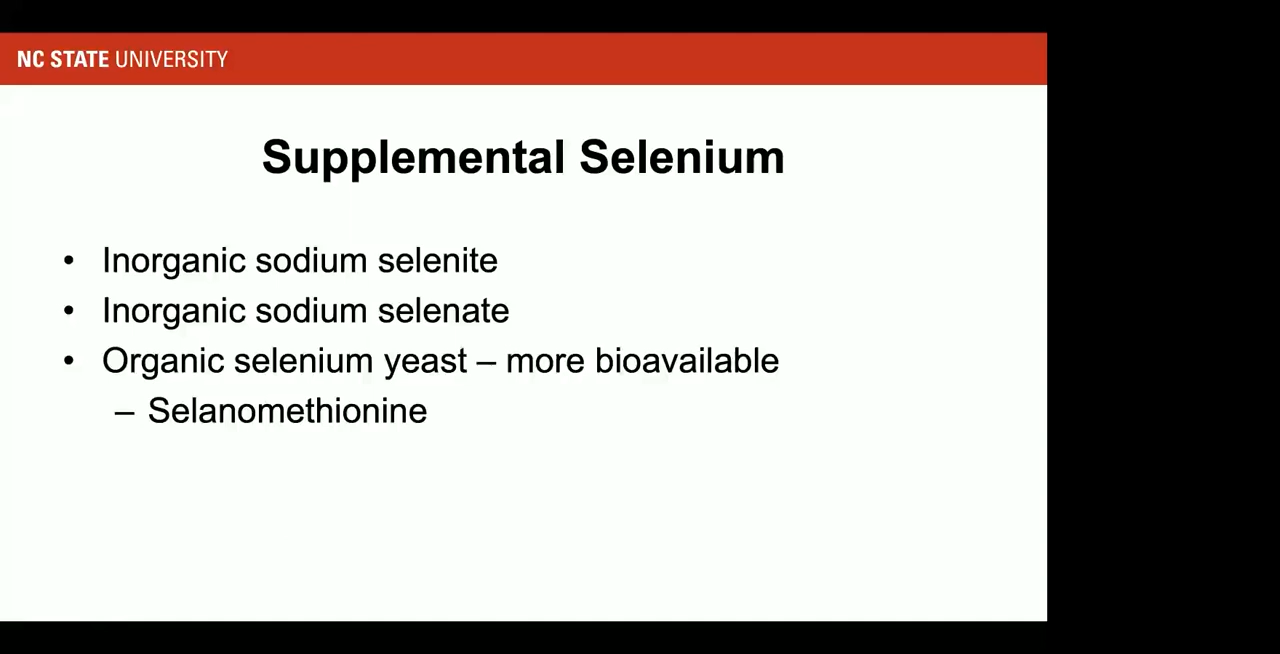 NC STATE UNIVERSITY
Supplemental Selenium
• Inorganic sodium selenite
• Inorganic sodium selenate
• Organic selenium yeast – more bioavailable
– Selanomethionine